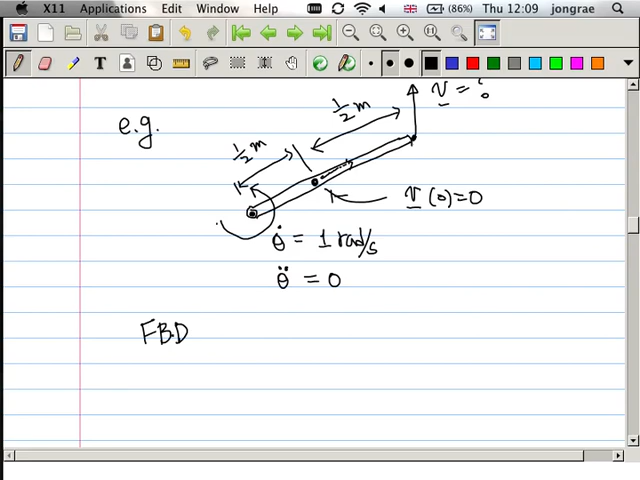 X11 Applications Window Help (86%) Thu 12:09 jongrae
T
v = ?
1/2 m
e.g.
1/2 m
v (0) = 0
θ̇ = 1 rad/s
θ̈ = 0
FBD